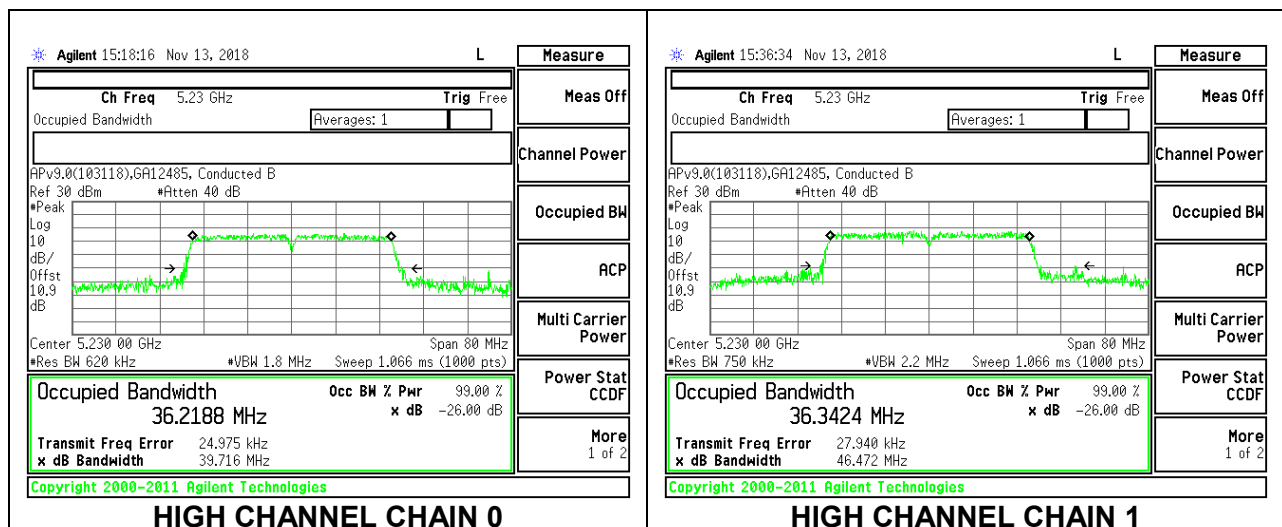 Agilent 15:18:16 Nov 13, 2018 L Measure
Ch Freq 5.23 GHz Trig Free Meas Off
Occupied Bandwidth Averages: 1
Channel Power
APv9.0(103118),GA12485, Conducted B
Ref 30 dBm #Atten 40 dB
#Peak
Occupied BW
Log
10
dB/
ACP
Offst
10.9
dB
Multi Carrier
Power
Center 5.230 00 GHz Span 80 MHz
#Res BW 620 kHz #VBW 1.8 MHz Sweep 1.066 ms (1000 pts)
Power Stat
CCDF
Occupied Bandwidth Occ BW % Pwr 99.00 %
36.2188 MHz x dB -26.00 dB
More
1 of 2
Transmit Freq Error 24.975 kHz
x dB Bandwidth 39.716 MHz
Copyright 2000-2011 Agilent Technologies
HIGH CHANNEL CHAIN 0
Agilent 15:36:34 Nov 13, 2018 L Measure
Ch Freq 5.23 GHz Trig Free Meas Off
Occupied Bandwidth Averages: 1
Channel Power
APv9.0(103118),GA12485, Conducted B
Ref 30 dBm #Atten 40 dB
#Peak
Occupied BW
Log
10
dB/
ACP
Offst
10.9
dB
Multi Carrier
Power
Center 5.230 00 GHz Span 80 MHz
#Res BW 750 kHz #VBW 2.2 MHz Sweep 1.066 ms (1000 pts)
Power Stat
CCDF
Occupied Bandwidth Occ BW % Pwr 99.00 %
36.3424 MHz x dB -26.00 dB
More
1 of 2
Transmit Freq Error 27.940 kHz
x dB Bandwidth 46.472 MHz
Copyright 2000-2011 Agilent Technologies
HIGH CHANNEL CHAIN 1